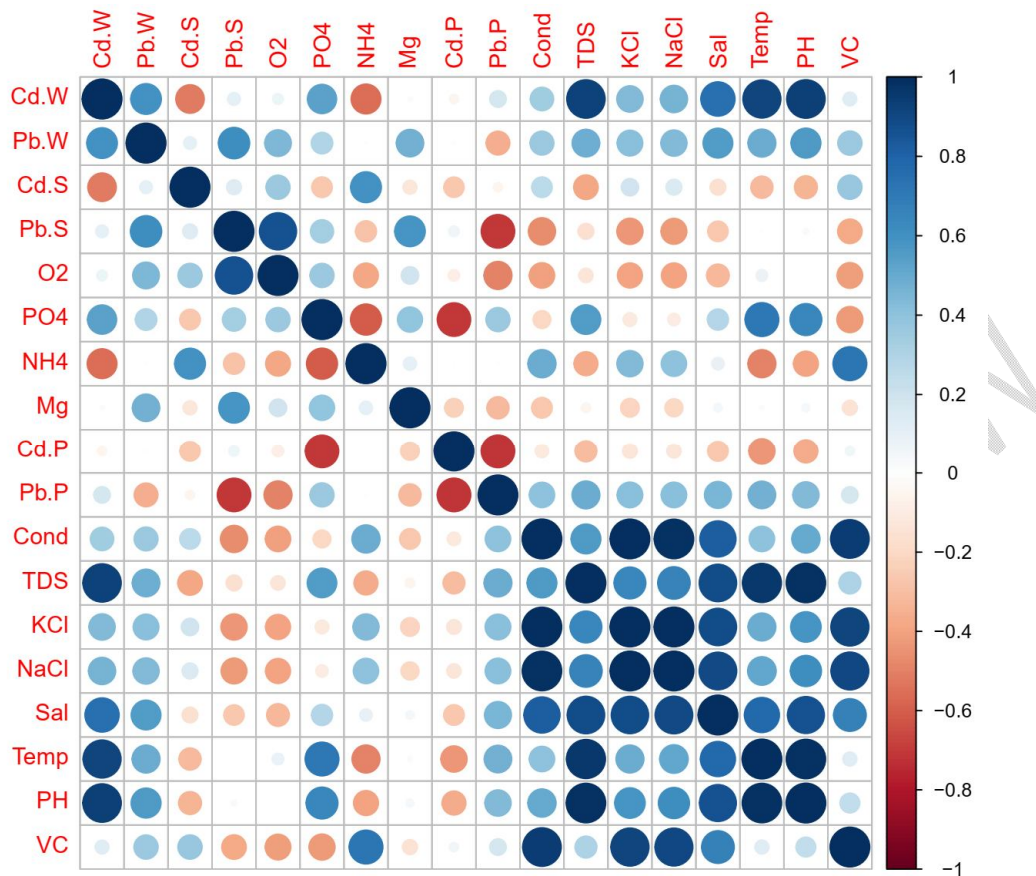 Cd.W Pb.W Cd.S Pb.S O2 PO4 NH4 Mg Cd.P Pb.P Cond TDS KCl NaCl Sal Temp PH VC
Cd.W
Pb.W
Cd.S
Pb.S
O2
PO4
NH4
Mg
Cd.P
Pb.P
Cond
TDS
KCl
NaCl
Sal
Temp
PH
VC
1
0.8
0.6
0.4
0.2
0
−0.2
−0.4
−0.6
−0.8
−1